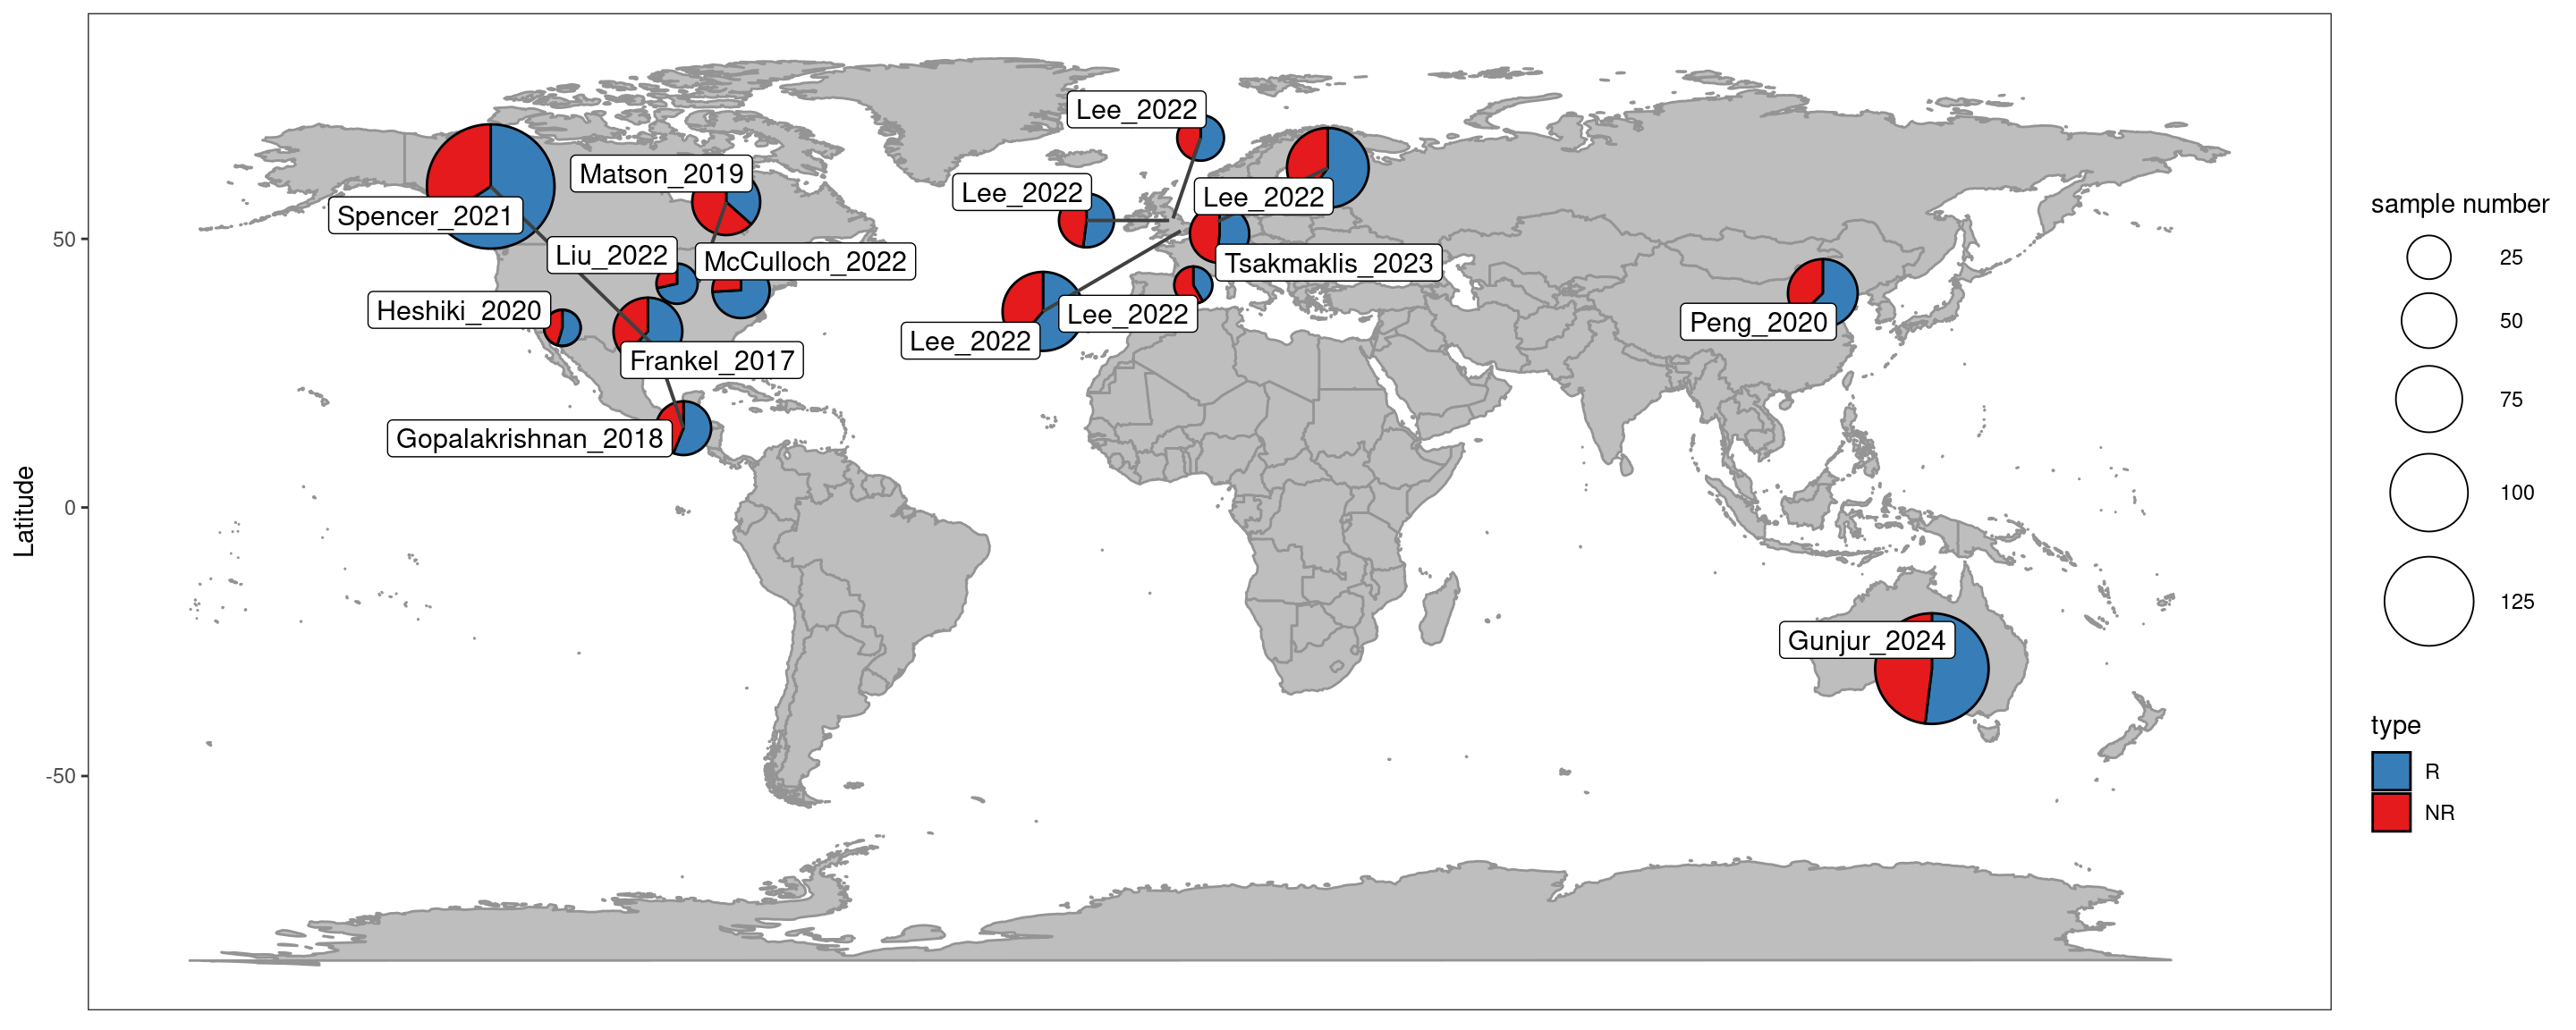 Lee_2022
Matson_2019
Lee_2022
Lee_2022
Spencer_2021
Liu_2022
McCulloch_2022
Tsakmaklis_2023
Heshiki_2020
Lee_2022
Lee_2022
Peng_2020
Frankel_2017
Gopalakrishnan_2018
Gunjur_2024
Latitude
50
0
-50
sample number
25
50
75
100
125
type
R
NR